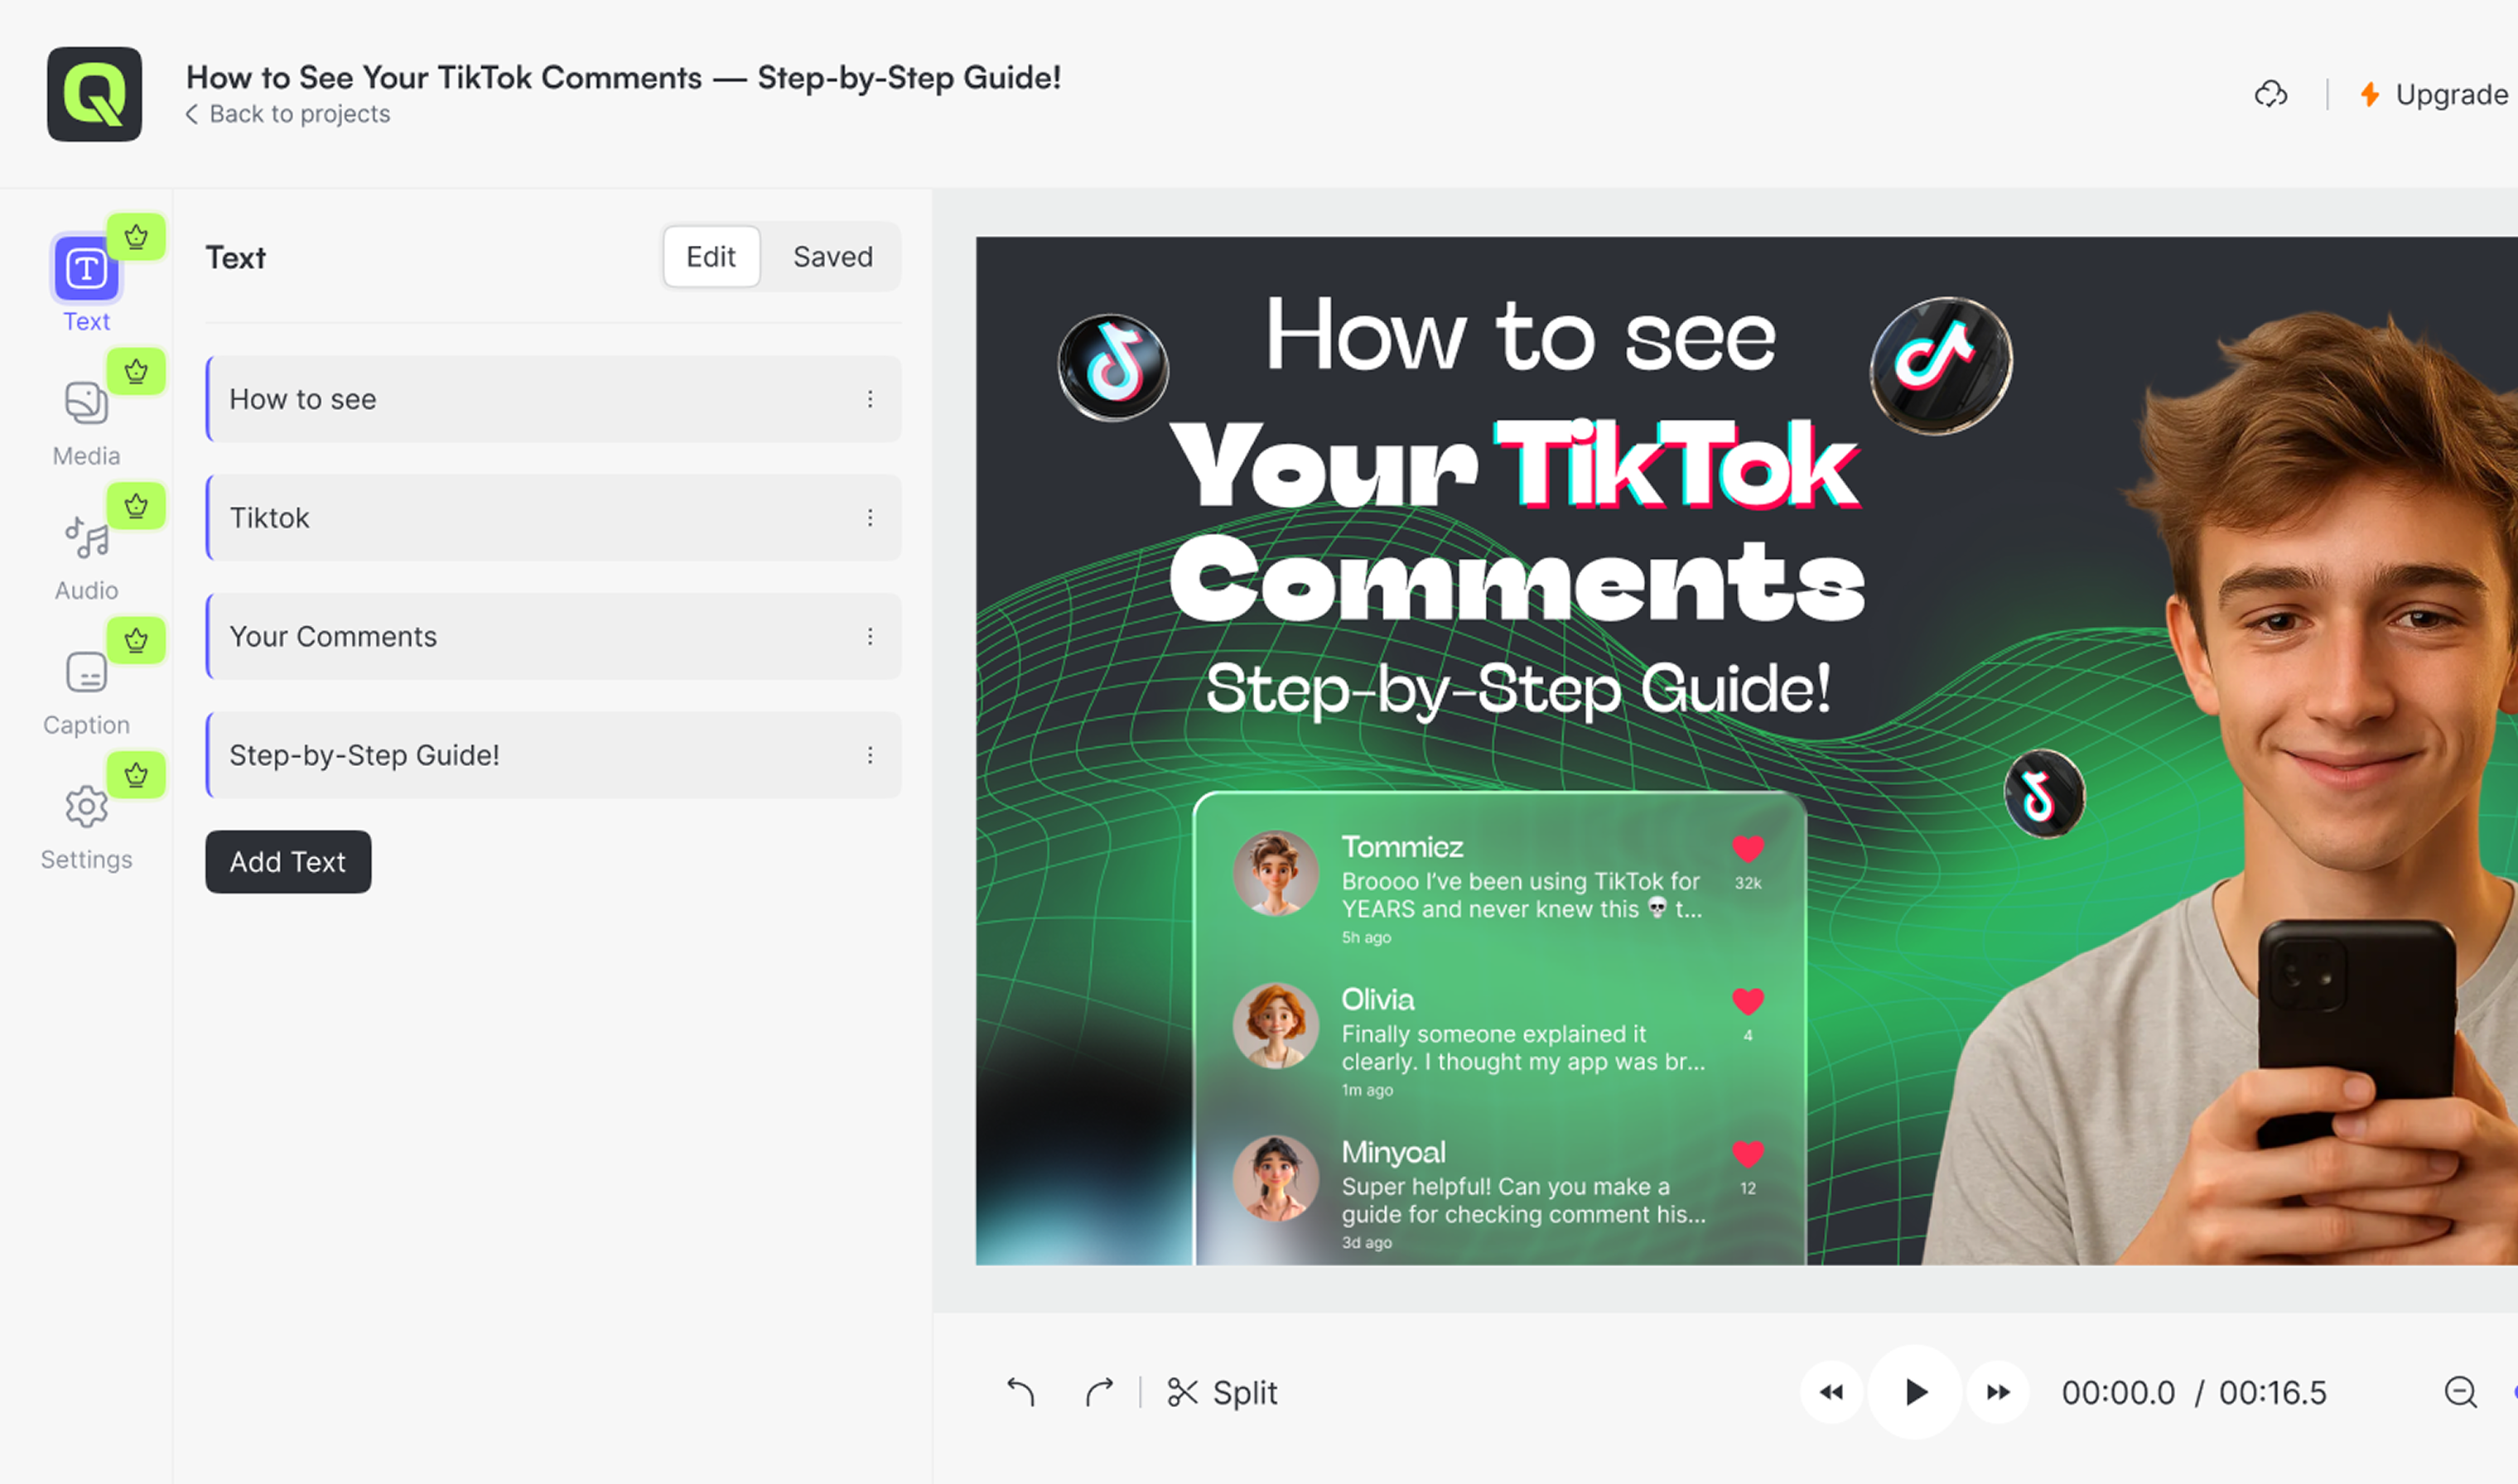 How to See Your TikTok Comments — Step-by-Step Guide!
Back to projects
Upgrade
Text
Media
Audio
Caption
Settings
Text
Edit
Saved
How to see
Tiktok
Your Comments
Step-by-Step Guide!
Add Text
How to see
Your TikTok
Comments
Step-by-Step Guide!
Tommiez
Broooo I've been using TikTok for
YEARS and never knew this 💀 t...
5h ago
32k
Olivia
Finally someone explained it
clearly. I thought my app was br...
1m ago
4
Minyoal
Super helpful! Can you make a
guide for checking comment his...
3d ago
12
Split
00:00.0 / 00:16.5